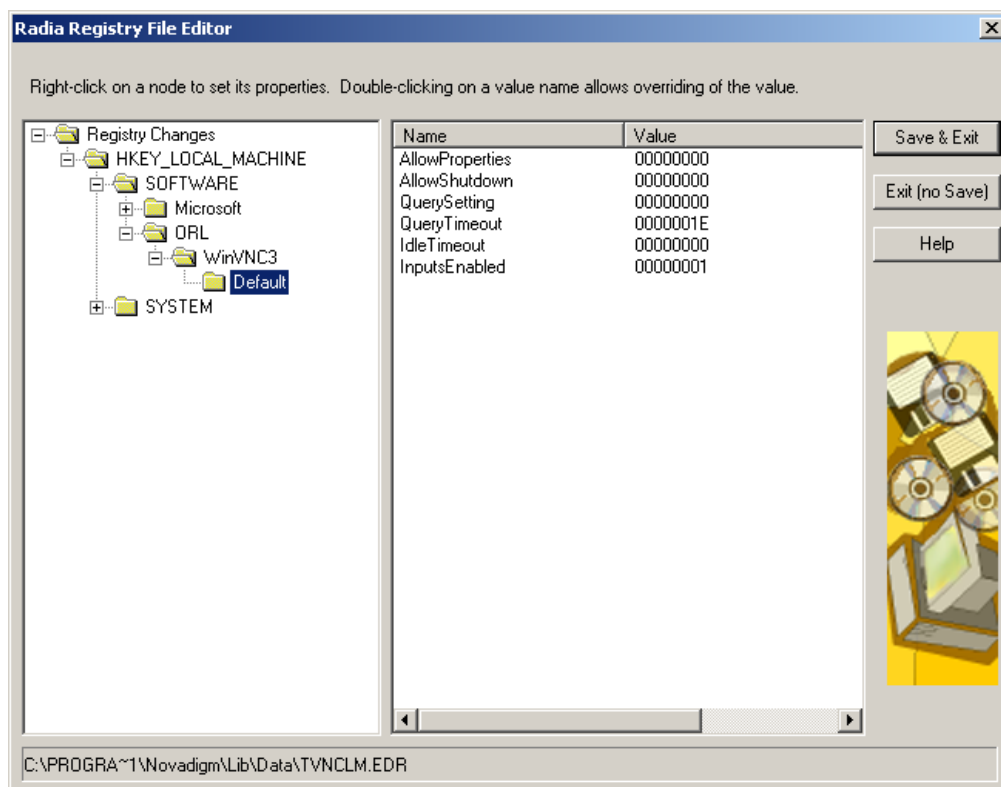 Radia Registry File Editor
Right-click on a node to set its properties. Double-clicking on a value name allows overriding of the value.
Registry Changes
HKEY_LOCAL_MACHINE
SOFTWARE
Microsoft
ORL
WinVNC3
Default
SYSTEM
Name Value
AllowProperties 00000000
AllowShutdown 00000000
QuerySetting 00000000
QueryTimeout 0000001E
IdleTimeout 00000000
InputsEnabled 00000001
Save & Exit
Exit (no Save)
Help
C:\PROGRA~1\Novadigm\Lib\Data\TVNCLM.EDR